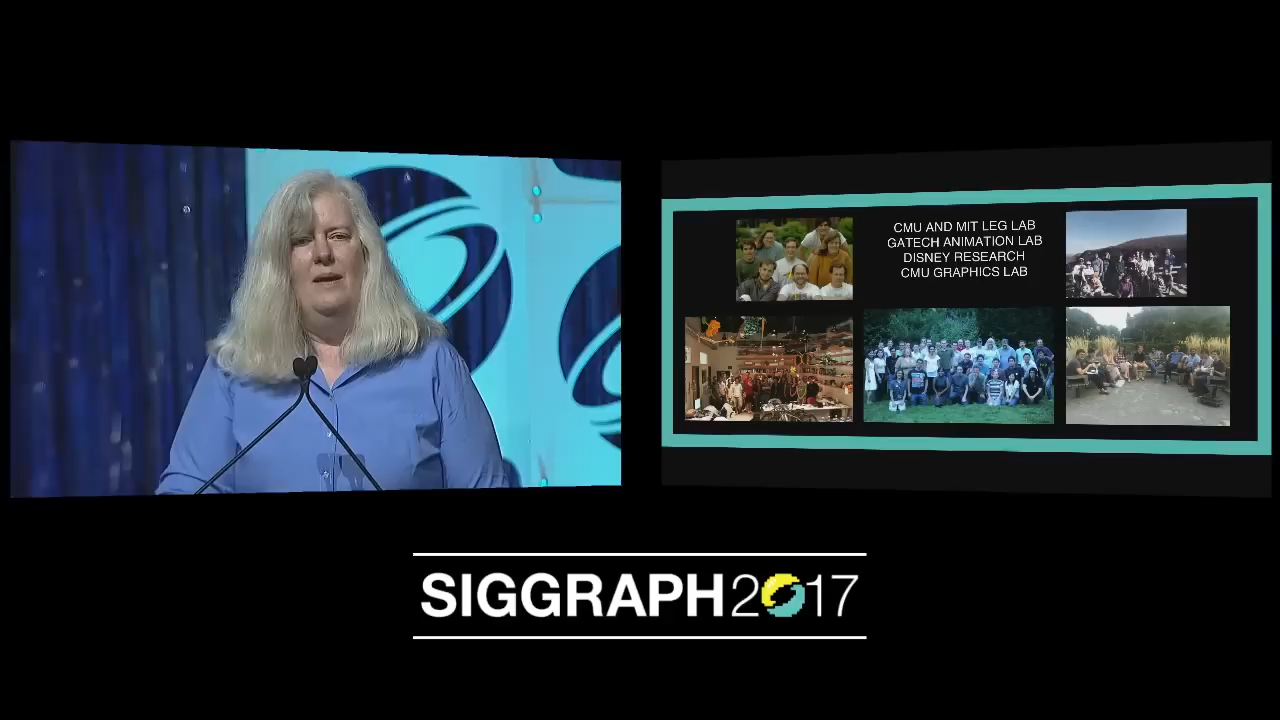 CMU AND MIT LEG LAB
GATECH ANIMATION LAB
DISNEY RESEARCH
CMU GRAPHICS LAB
SIGGRAPH2017